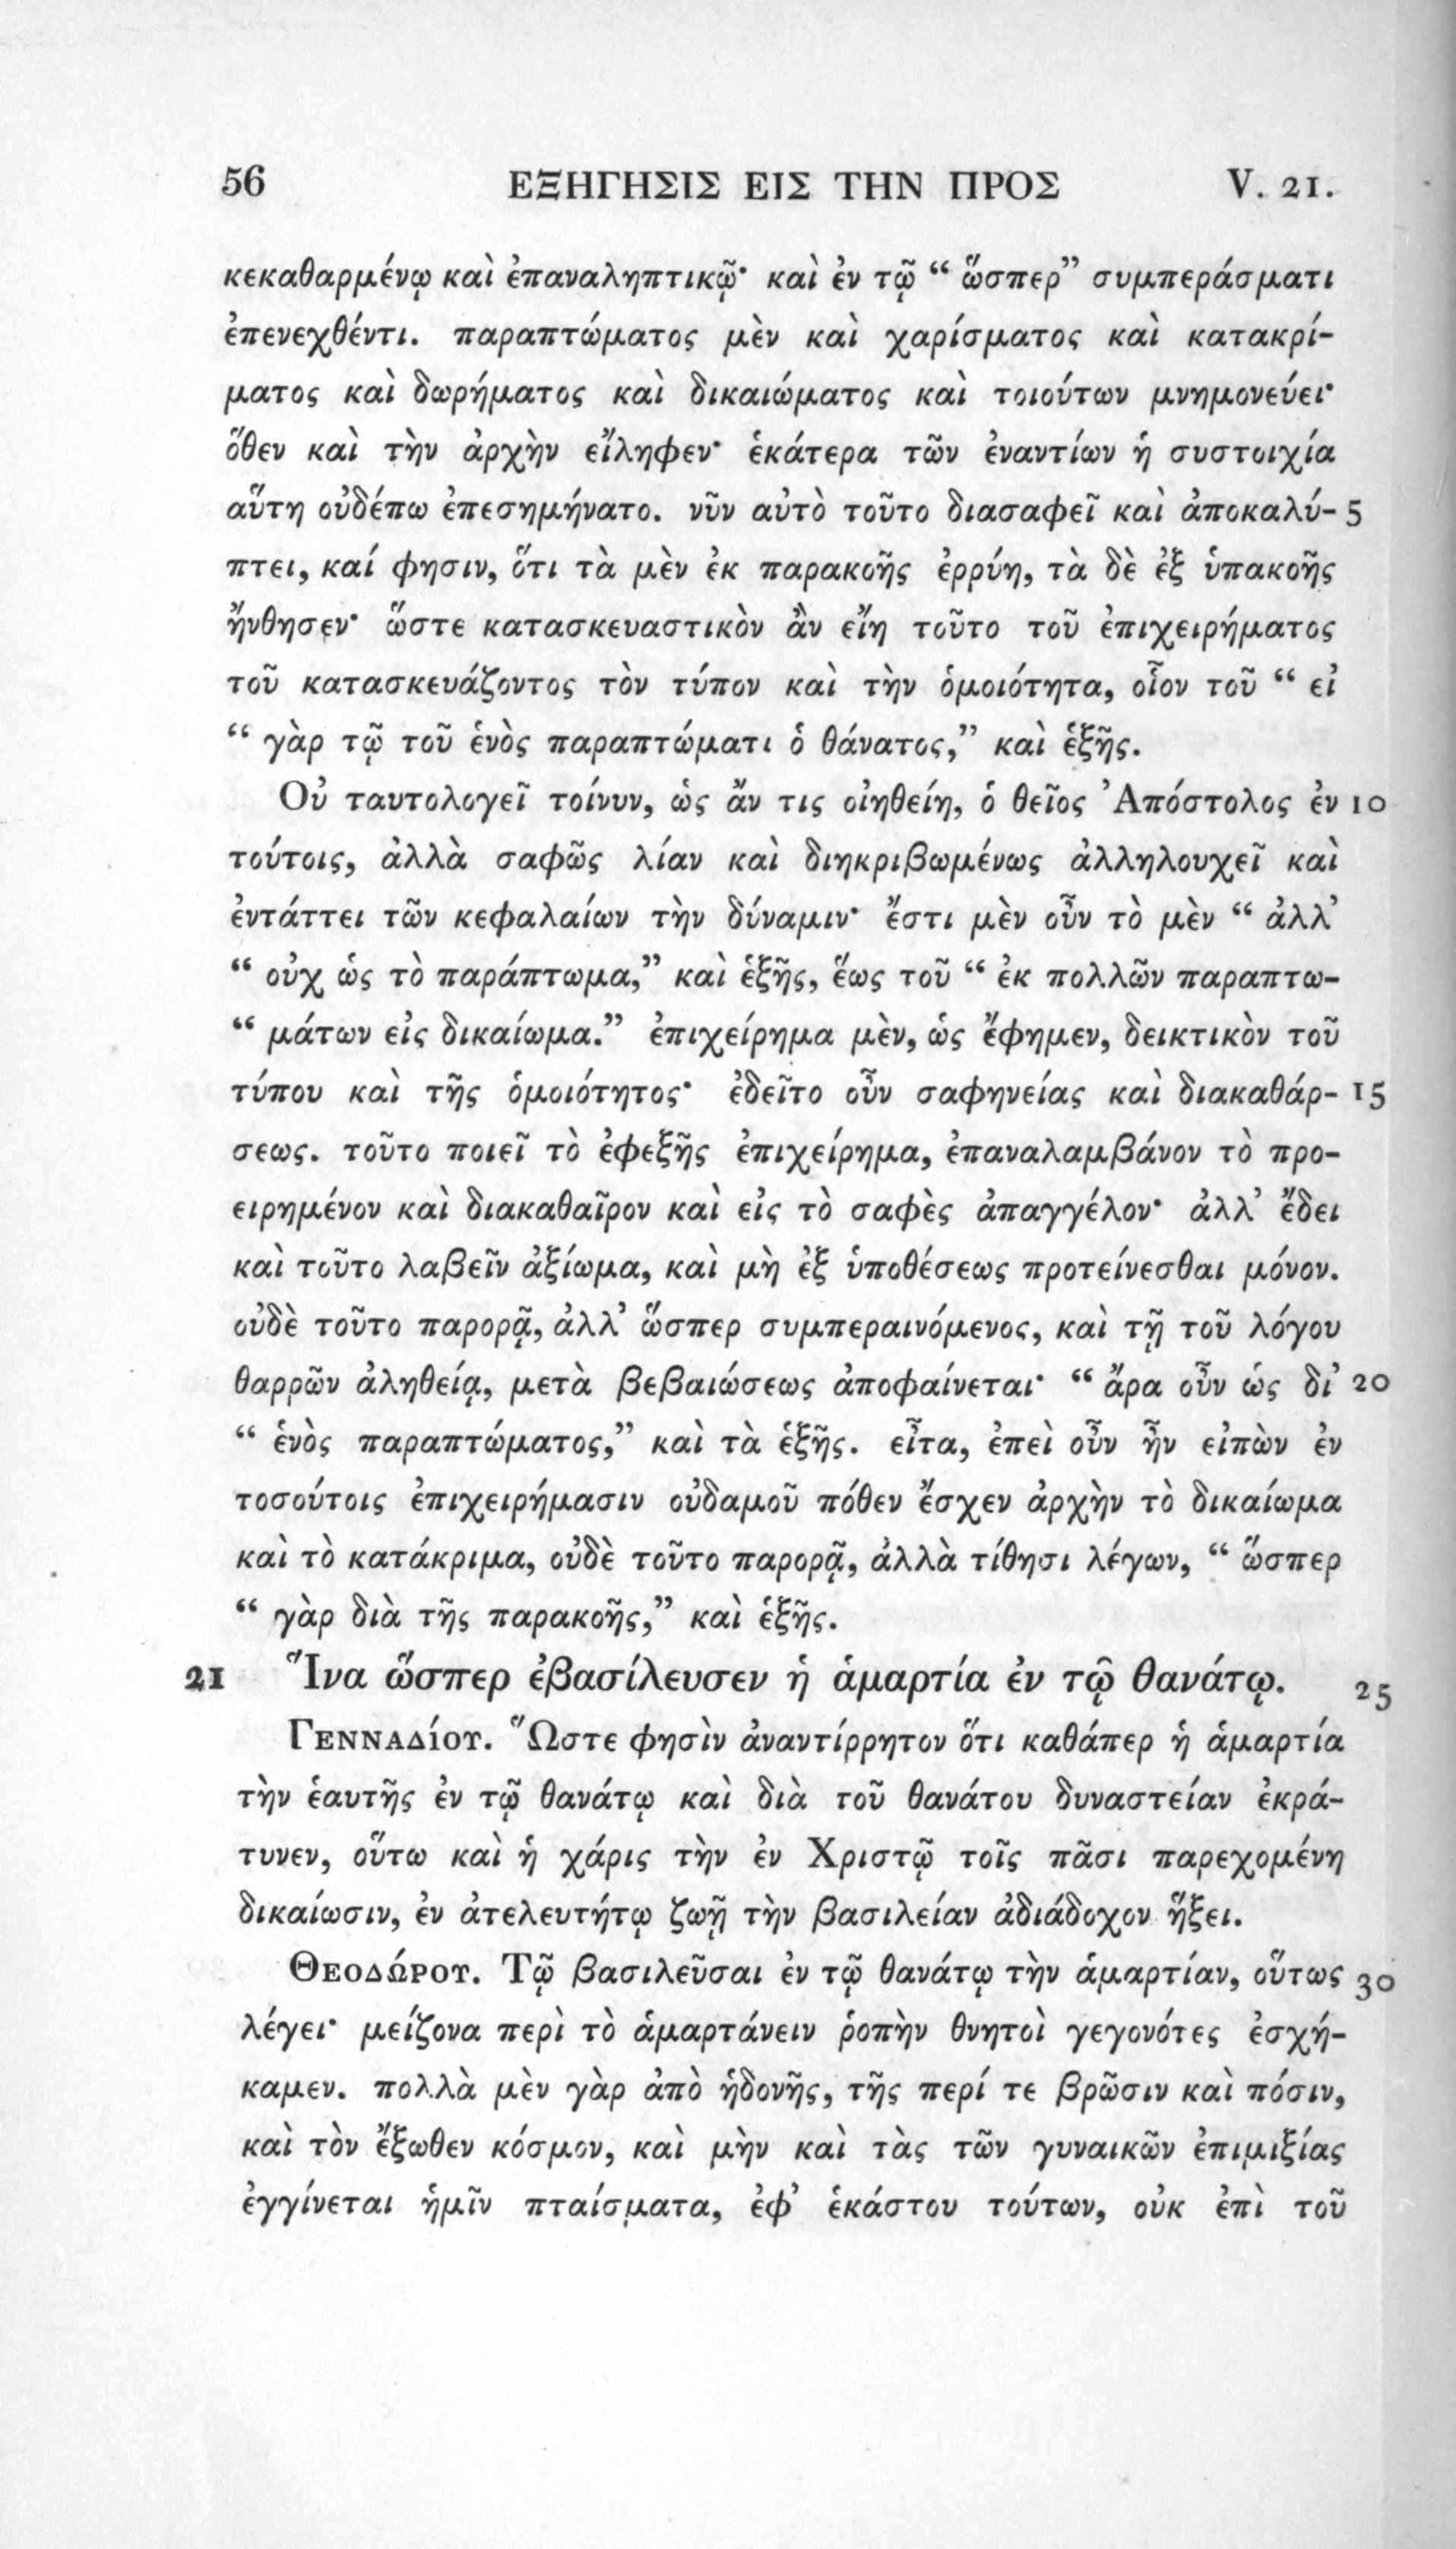 56 ΕΞΗΓΗΣΙΣ ΕΙΣ ΤΗΝ ΠΡΟΣ V. 21.
κεκαθαρμένῳ καὶ ἐπαναληπτικῷ· καὶ ἐν τῷ “ ὥσπερ” συμπεράσματι
ἐπενεχθέντι. παραπτώματος μὲν καὶ χαρίσματος καὶ κατακρί-
ματος καὶ δωρήματος καὶ δικαιώματος καὶ τοιούτων μνημονεύει·
ὅθεν καὶ τὴν ἀρχὴν εἴληφεν· ἑκάτερα τῶν ἐναντίων ἡ συστοιχία
αὕτη οὐδέπω ἐπεσημήνατο. νῦν αὐτὸ τοῦτο διασαφεῖ καὶ ἀποκαλύ- 5
πτει, καί φησιν, ὅτι τὰ μὲν ἐκ παρακοῆς ἐρρύη, τὰ δὲ ἐξ ὑπακοῆς
ἤνθησεν· ὥστε κατασκευαστικὸν ἂν εἴη τοῦτο τοῦ ἐπιχειρήματος
τοῦ κατασκευάζοντος τὸν τύπον καὶ τὴν ὁμοιότητα, οἷον τοῦ “ εἰ
“ γὰρ τῷ τοῦ ἑνὸς παραπτώματι ὁ θάνατος,” καὶ ἑξῆς.
Οὐ ταυτολογεῖ τοίνυν, ὡς ἄν τις οἰηθείη, ὁ θεῖος Ἀπόστολος ἐν 10
τούτοις, ἀλλὰ σαφῶς λίαν καὶ διηκριβωμένως ἀλληλουχεῖ καὶ
ἐντάττει τῶν κεφαλαίων τὴν δύναμιν· ἔστι μὲν οὖν τὸ μὲν “ ἀλλ’
“ οὐχ ὡς τὸ παράπτωμα,” καὶ ἑξῆς, ἕως τοῦ “ ἐκ πολλῶν παραπτω-
“ μάτων εἰς δικαίωμα.” ἐπιχείρημα μὲν, ὡς ἔφημεν, δεικτικὸν τοῦ
τύπου καὶ τῆς ὁμοιότητος· ἐδεῖτο οὖν σαφηνείας καὶ διακαθάρ- 15
σεως. τοῦτο ποιεῖ τὸ ἐφεξῆς ἐπιχείρημα, ἐπαναλαμβάνον τὸ προ-
ειρημένον καὶ διακαθαῖρον καὶ εἰς τὸ σαφὲς ἀπαγγέλον· ἀλλ’ ἔδει
καὶ τοῦτο λαβεῖν ἀξίωμα, καὶ μὴ ἐξ ὑποθέσεως προτείνεσθαι μόνον.
οὐδὲ τοῦτο παρορᾷ, ἀλλ’ ὥσπερ συμπεραινόμενος, καὶ τῇ τοῦ λόγου
θαρρῶν ἀληθείᾳ, μετὰ βεβαιώσεως ἀποφαίνεται· “ ἄρα οὖν ὡς δι’ 20
“ ἑνὸς παραπτώματος,” καὶ τὰ ἑξῆς. εἶτα, ἐπεὶ οὖν ἦν εἰπὼν ἐν
τοσούτοις ἐπιχειρήμασιν οὐδαμοῦ πόθεν ἔσχεν ἀρχὴν τὸ δικαίωμα
καὶ τὸ κατάκριμα, οὐδὲ τοῦτο παρορᾷ, ἀλλὰ τίθησι λέγων, “ ὥσπερ
“ γὰρ διὰ τῆς παρακοῆς,” καὶ ἑξῆς.
21 Ἵνα ὥσπερ ἐβασίλευσεν ἡ ἁμαρτία ἐν τῷ θανάτῳ. 25
Γενναδίου. Ὥστε φησὶν ἀναντίρρητον ὅτι καθάπερ ἡ ἁμαρτία
τὴν ἑαυτῆς ἐν τῷ θανάτῳ καὶ διὰ τοῦ θανάτου δυναστείαν ἐκρά-
τυνεν, οὕτω καὶ ἡ χάρις τὴν ἐν Χριστῷ τοῖς πᾶσι παρεχομένη
δικαίωσιν, ἐν ἀτελευτήτῳ ζωῇ τὴν βασιλείαν ἀδιάδοχον ἥξει.
Θεοδώρου. Τῷ βασιλεῦσαι ἐν τῷ θανάτῳ τὴν ἁμαρτίαν, οὕτως 30
λέγει· μείζονα περὶ τὸ ἁμαρτάνειν ῥοπὴν θνητοὶ γεγονότες ἐσχή-
καμεν. πολλὰ μὲν γὰρ ἀπὸ ἡδονῆς, τῆς περί τε βρῶσιν καὶ πόσιν,
καὶ τὸν ἔξωθεν κόσμον, καὶ μὴν καὶ τὰς τῶν γυναικῶν ἐπιμιξίας
ἐγγίνεται ἡμῖν πταίσματα, ἐφ’ ἑκάστου τούτων, οὐκ ἐπὶ τοῦ